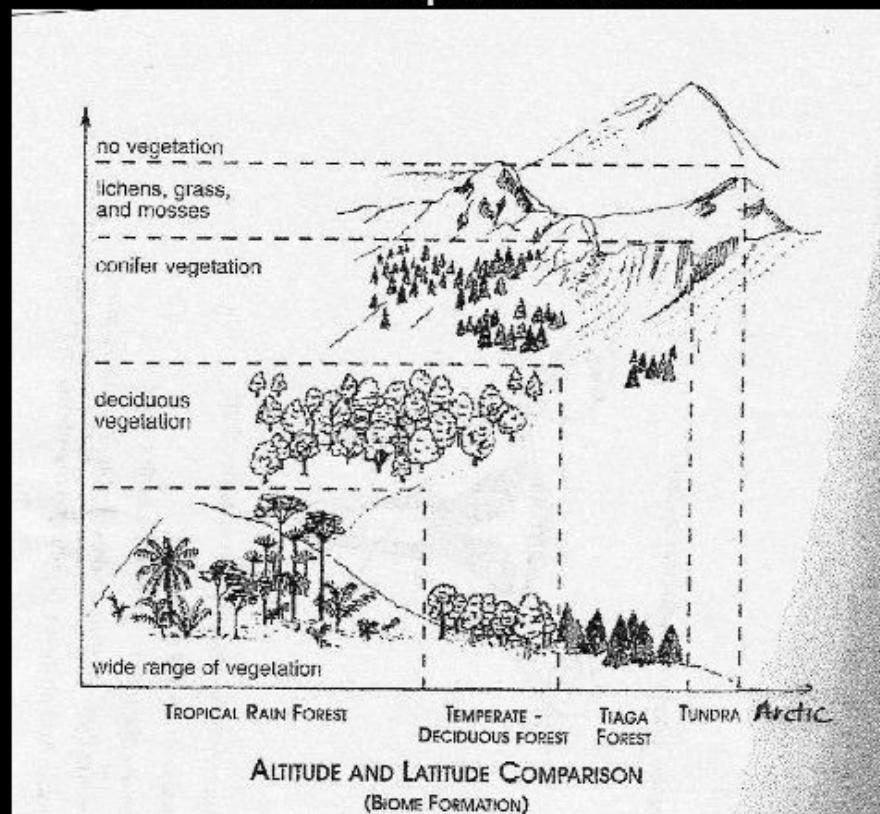 no vegetation
lichens, grass,
and mosses
conifer vegetation
deciduous
vegetation
wide range of vegetation
TROPICAL RAIN FOREST
TEMPERATE -
DECIDUOUS FOREST
TIAGA
FOREST
TUNDRA
Arctic
ALTITUDE AND LATITUDE COMPARISON
(BIOME FORMATION)